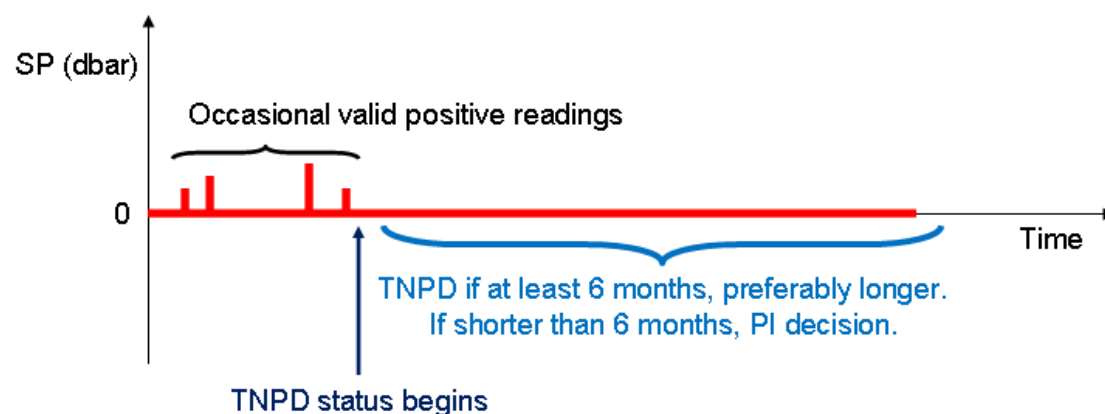 SP (dbar)
Occasional valid positive readings
0
Time
TNPD if at least 6 months, preferably longer.
If shorter than 6 months, PI decision.
TNPD status begins